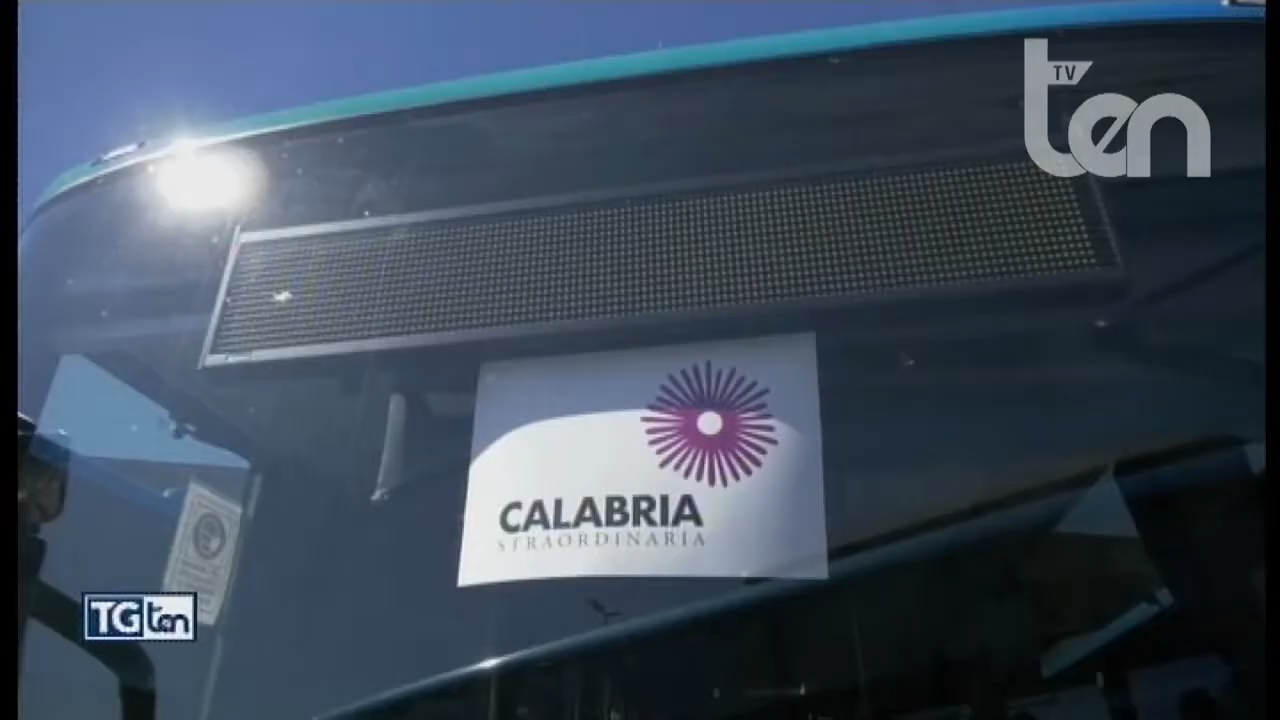 TV
ten
CALABRIA
STRAORDINARIA
TG ten